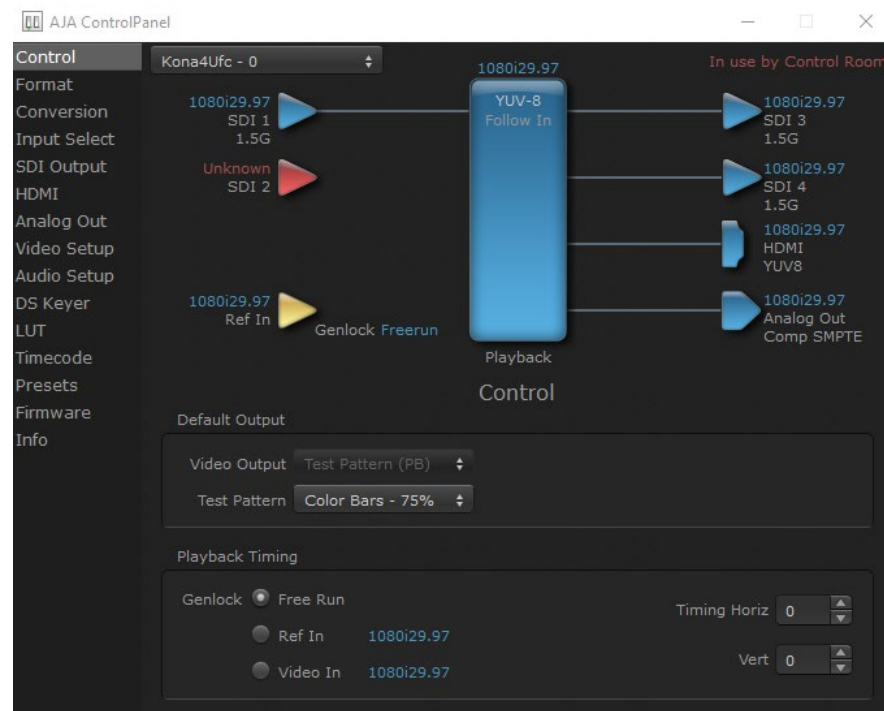 AJA ControlPanel
Control
Format
Conversion
Input Select
SDI Output
HDMI
Analog Out
Video Setup
Audio Setup
DS Keyer
LUT
Timecode
Presets
Firmware
Info
Kona4Ufc - 0
1080i29.97
In use by Control Room
1080i29.97
SDI 1
1.5G
YUV-8
Follow In
1080i29.97
SDI 3
1.5G
Unknown
SDI 2
1080i29.97
SDI 4
1.5G
1080i29.97
HDMI
YUV8
1080i29.97
Ref In
Genlock Freerun
1080i29.97
Analog Out
Comp SMPTE
Playback
Control
Default Output
Video Output Test Pattern (PB)
Test Pattern Color Bars - 75%
Playback Timing
Genlock Free Run
Timing Horiz 0
Ref In 1080i29.97
Vert 0
Video In 1080i29.97